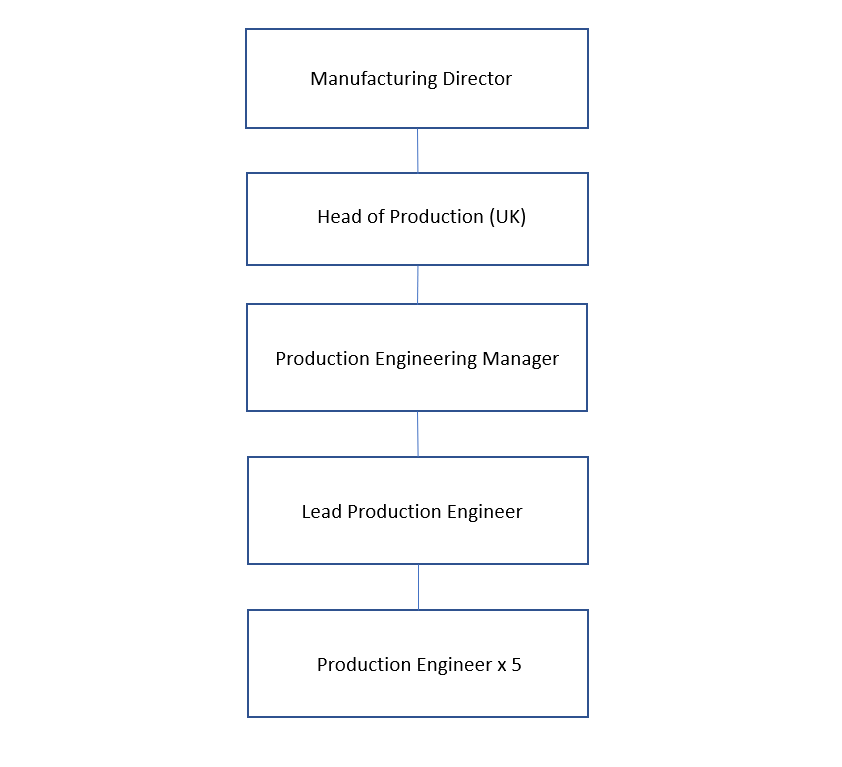 Manufacturing Director
Head of Production (UK)
Production Engineering Manager
Lead Production Engineer
Production Engineer x 5